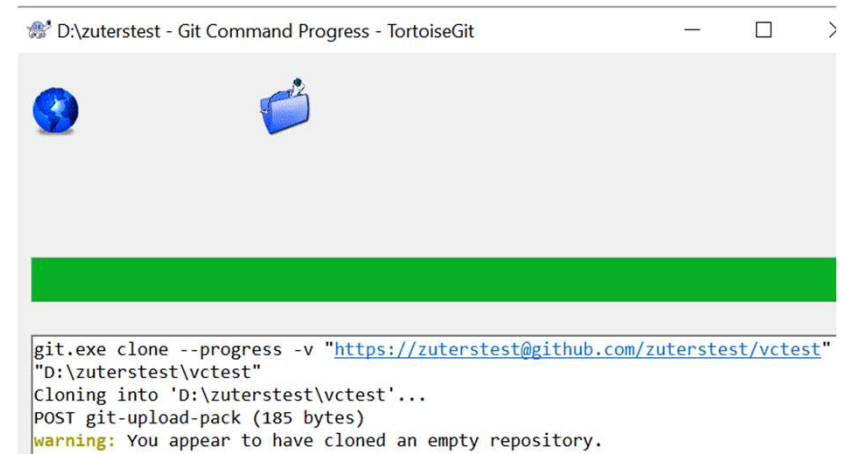 D:\zuterstest - Git Command Progress - TortoiseGit
git.exe clone --progress -v "https://zuterstest@github.com/zuterstest/vctest"
"D:\zuterstest\vctest"
Cloning into 'D:\zuterstest\vctest'...
POST git-upload-pack (185 bytes)
warning: You appear to have cloned an empty repository.